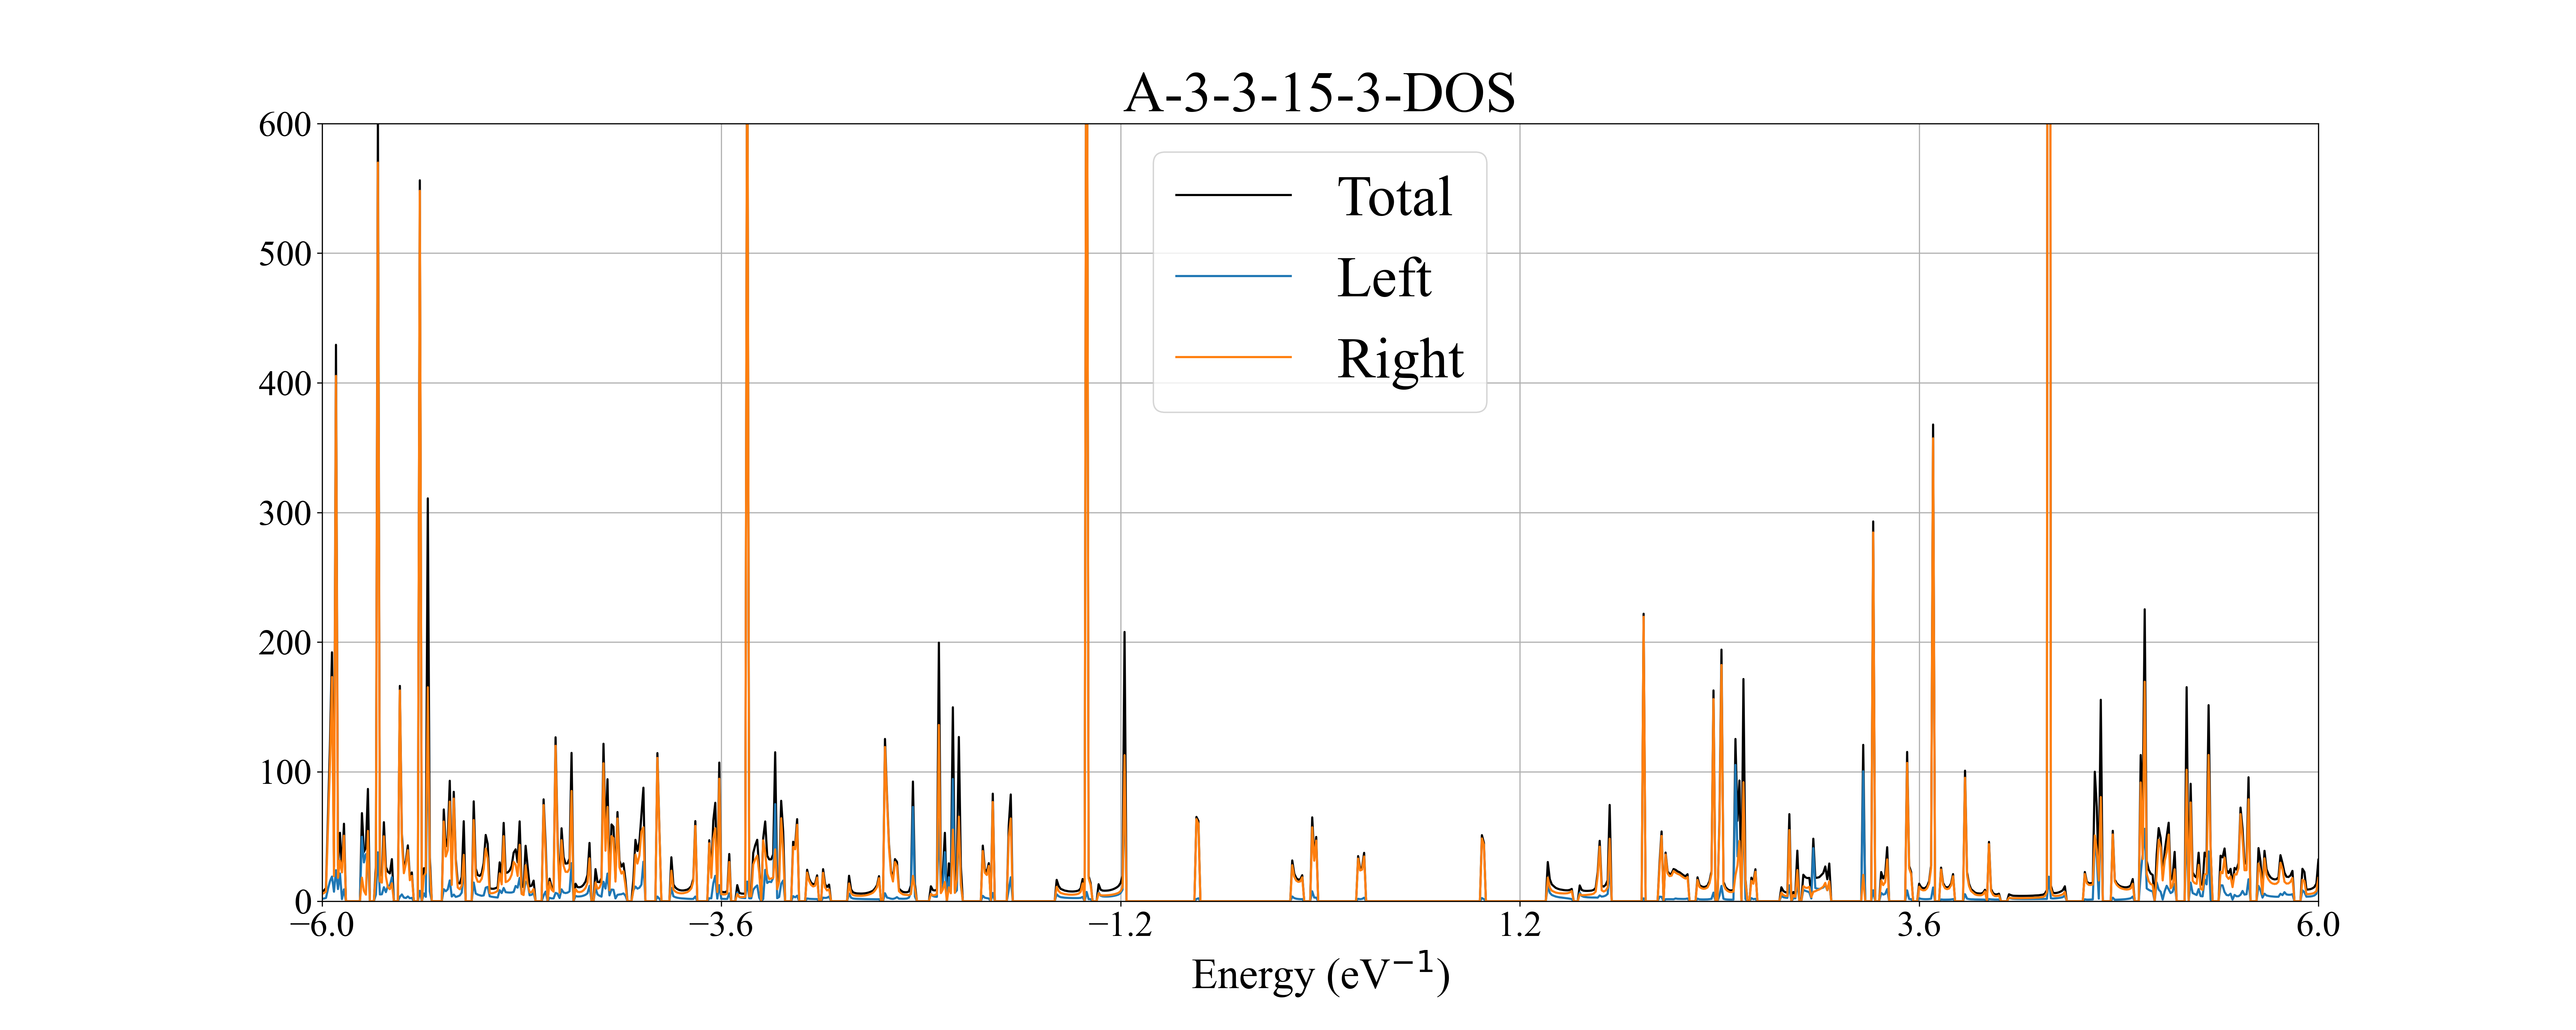 A-3-3-15-3-DOS
600
500
400
300
200
100
0
Total
Left
Right
−6.0 −3.6 −1.2 1.2 3.6 6.0
Energy (eV⁻¹)